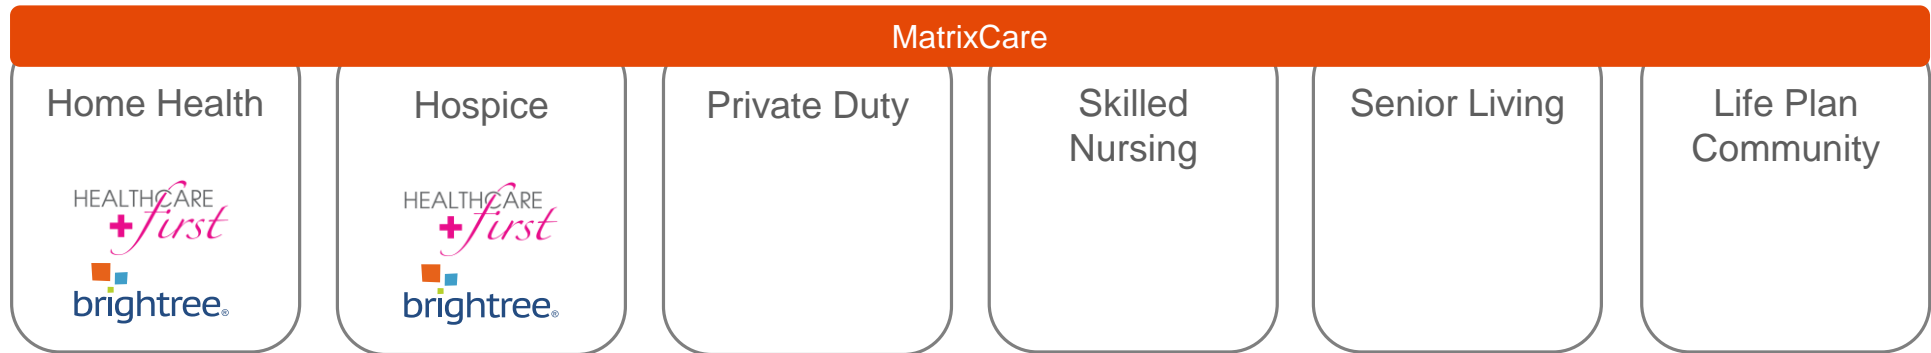 MatrixCare
Home Health
HEALTHCARE
first
brightree®
Hospice
HEALTHCARE
first
brightree®
Private Duty
Skilled
Nursing
Senior Living
Life Plan
Community